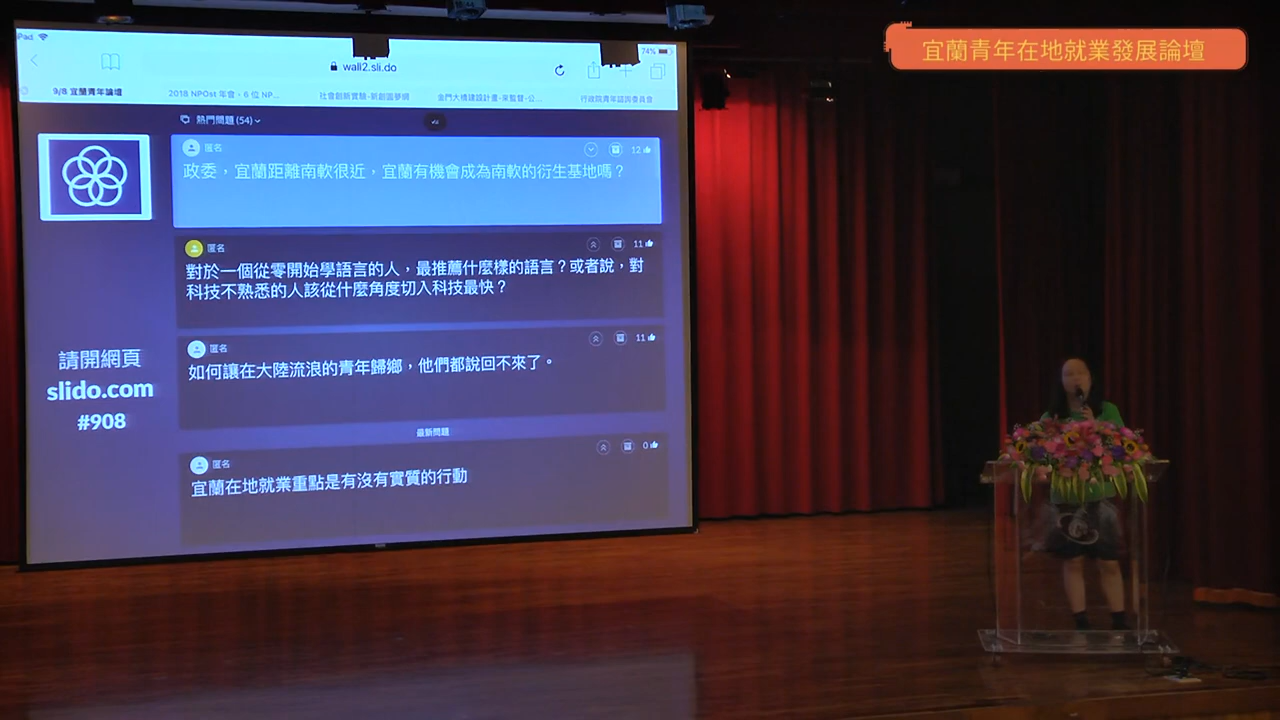 宜蘭青年在地就業發展論壇
iPad
74%
wall2.sli.do
9/8 宜蘭青年論壇
2018 NPOst 年會・6 位 NP...
社會創新實驗-新創圓夢網
金門大橋建設計畫-來監督-公...
行政院青年諮詢委員會
熱門問題 (54)
匿名
12
政委，宜蘭距離南軟很近，宜蘭有機會成為南軟的衍生基地嗎？
匿名
11
對於一個從零開始學語言的人，最推薦什麼樣的語言？或者說，對
科技不熟悉的人該從什麼角度切入科技最快？
匿名
11
如何讓在大陸流浪的青年歸鄉，他們都說回不來了。
最新問題
匿名
0
宜蘭在地就業重點是有沒有實質的行動
請開網頁
slido.com
#908